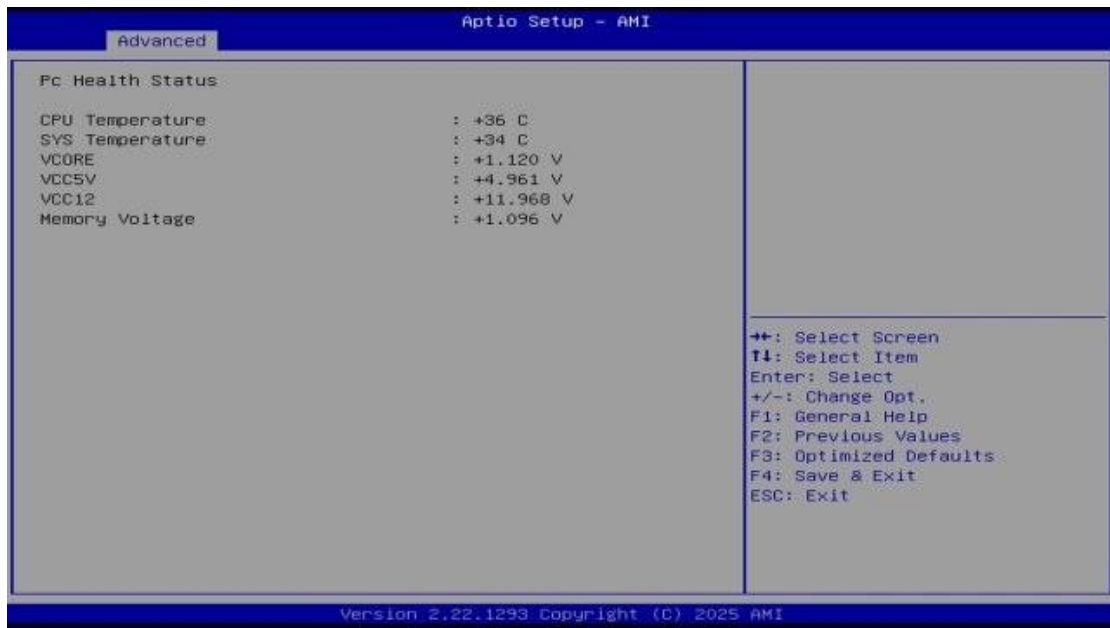 Aptio Setup - AMI
Advanced
Pc Health Status
CPU Temperature : +36 C
SYS Temperature : +34 C
VCORE : +1.120 V
VCC5V : +4.961 V
VCC12 : +11.968 V
Memory Voltage : +1.096 V
→←: Select Screen
↑↓: Select Item
Enter: Select
+/-: Change Opt.
F1: General Help
F2: Previous Values
F3: Optimized Defaults
F4: Save & Exit
ESC: Exit
Version 2.22.1293 Copyright (C) 2025 AMI